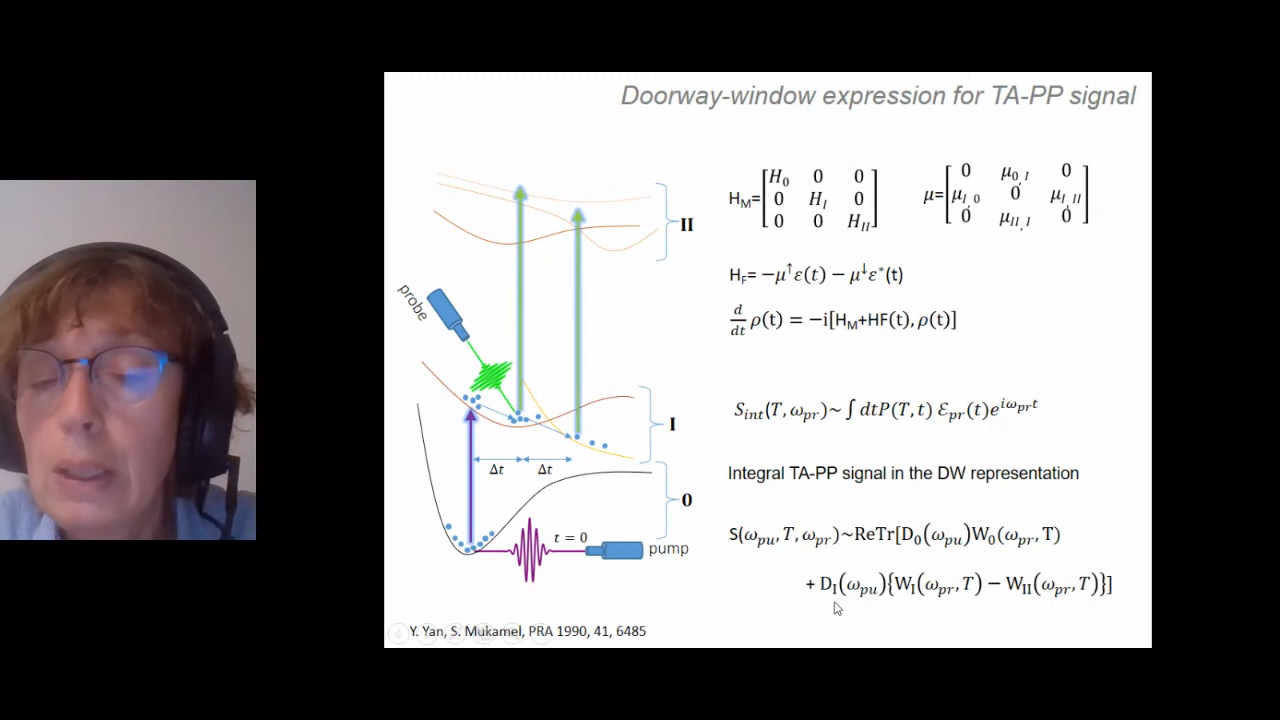 Doorway-window expression for TA-PP signal
H_M= [H_0 0 0; 0 H_I 0; 0 0 H_II]
μ= [0 μ_0,I 0; μ_I,0 0 μ_I,II; 0 μ_II,I 0]
II
H_F= −μ^↑ε(t) − μ^↓ε*(t)
probe
d/dt ρ(t) = −i[H_M+HF(t), ρ(t)]
S_int(T, ω_pr)~ ∫ dtP(T, t) ℰ_pr(t)e^{iω_pr t}
I
Δt Δt
Integral TA-PP signal in the DW representation
0
S(ω_pu, T, ω_pr)~ReTr[D_0(ω_pu)W_0(ω_pr, T)
t = 0
pump
+ D_I(ω_pu){W_I(ω_pr, T) − W_II(ω_pr, T)}]
Y. Yan, S. Mukamel, PRA 1990, 41, 6485